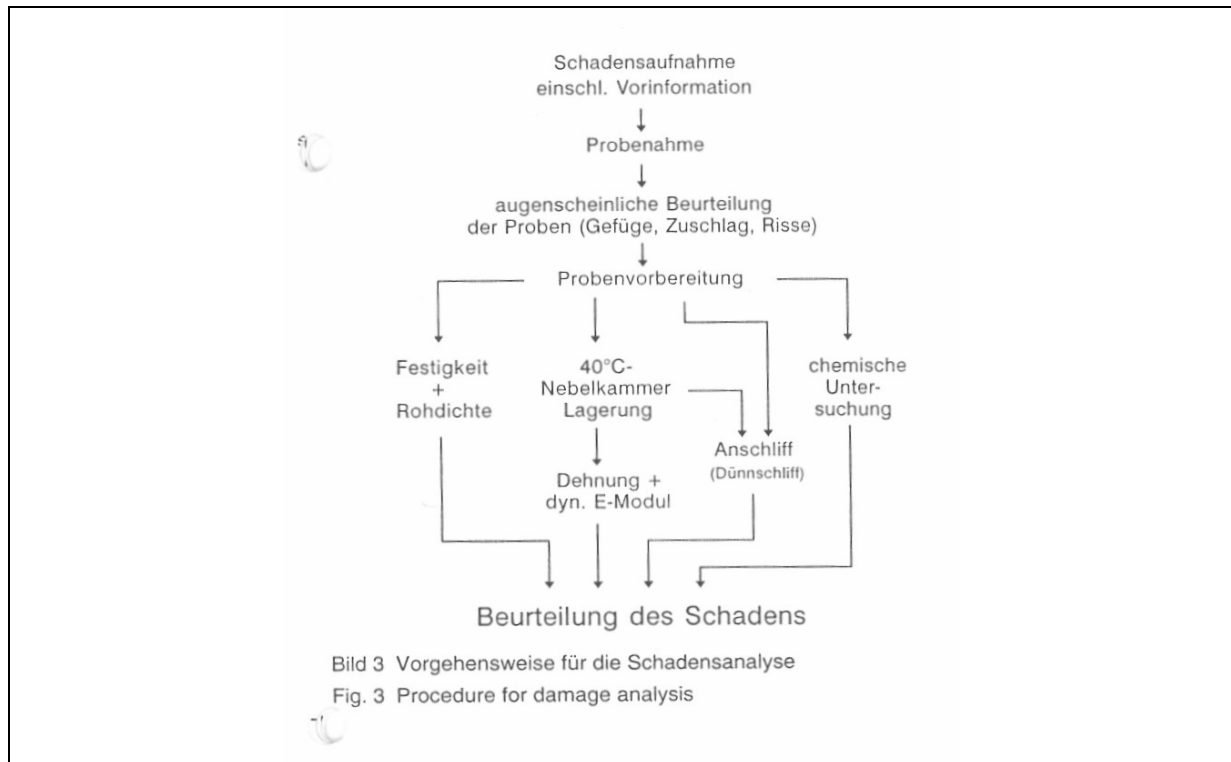 Schadensaufnahme
einschl. Vorinformation
Probenahme
augenscheinliche Beurteilung
der Proben (Gefüge, Zuschlag, Risse)
Probenvorbereitung
Festigkeit
+
Rohdichte
40°C-
Nebelkammer
Lagerung
chemische
Unter-
suchung
Anschliff
(Dünnschliff)
Dehnung +
dyn. E-Modul
Beurteilung des Schadens
Bild 3 Vorgehensweise für die Schadensanalyse
Fig. 3 Procedure for damage analysis